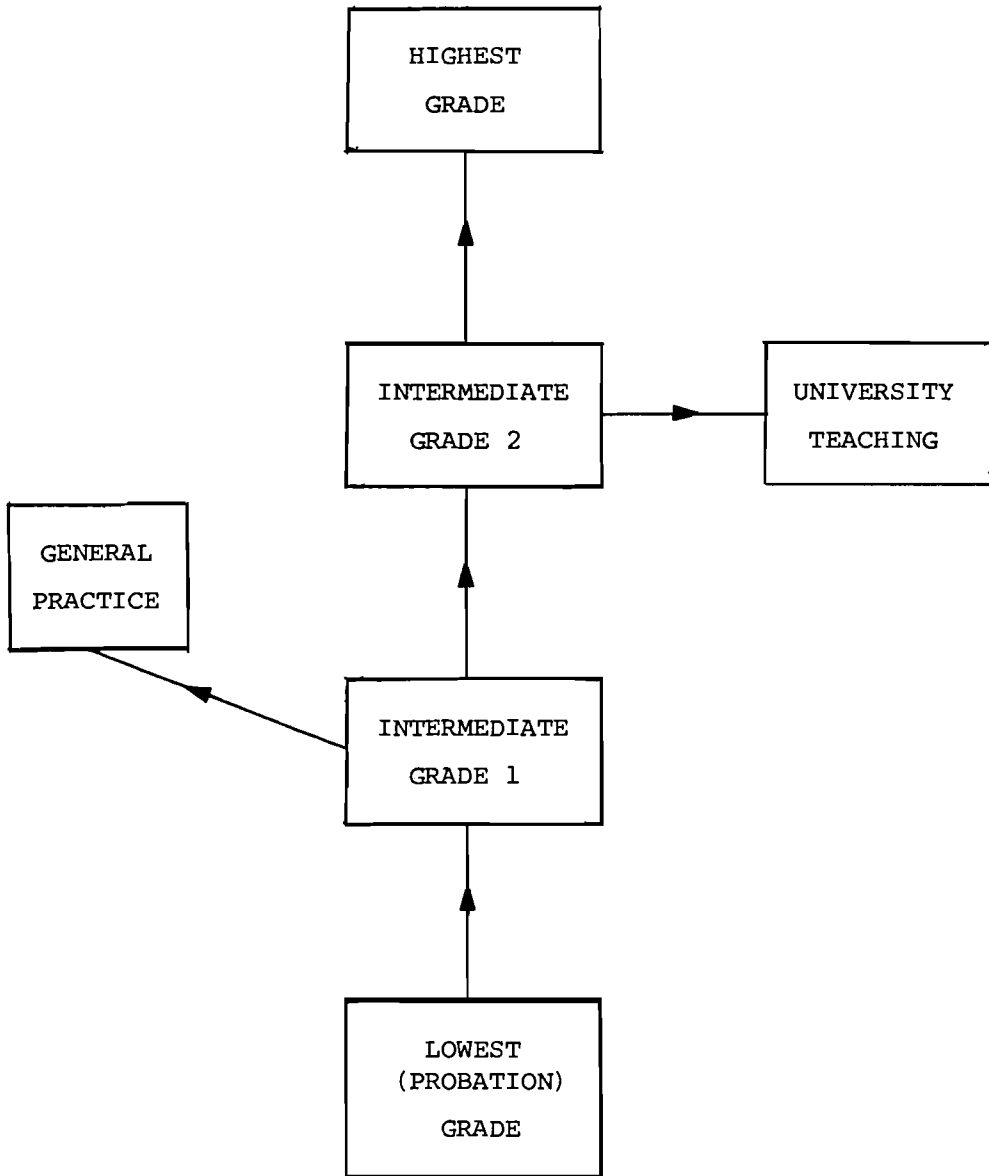 HIGHEST
GRADE
INTERMEDIATE
GRADE 2
UNIVERSITY
TEACHING
GENERAL
PRACTICE
INTERMEDIATE
GRADE 1
LOWEST
(PROBATION)
GRADE